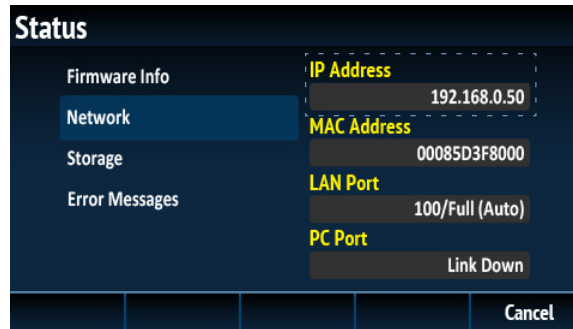 Status
Firmware Info
Network
Storage
Error Messages
IP Address
192.168.0.50
MAC Address
00085D3F8000
LAN Port
100/Full (Auto)
PC Port
Link Down
Cancel